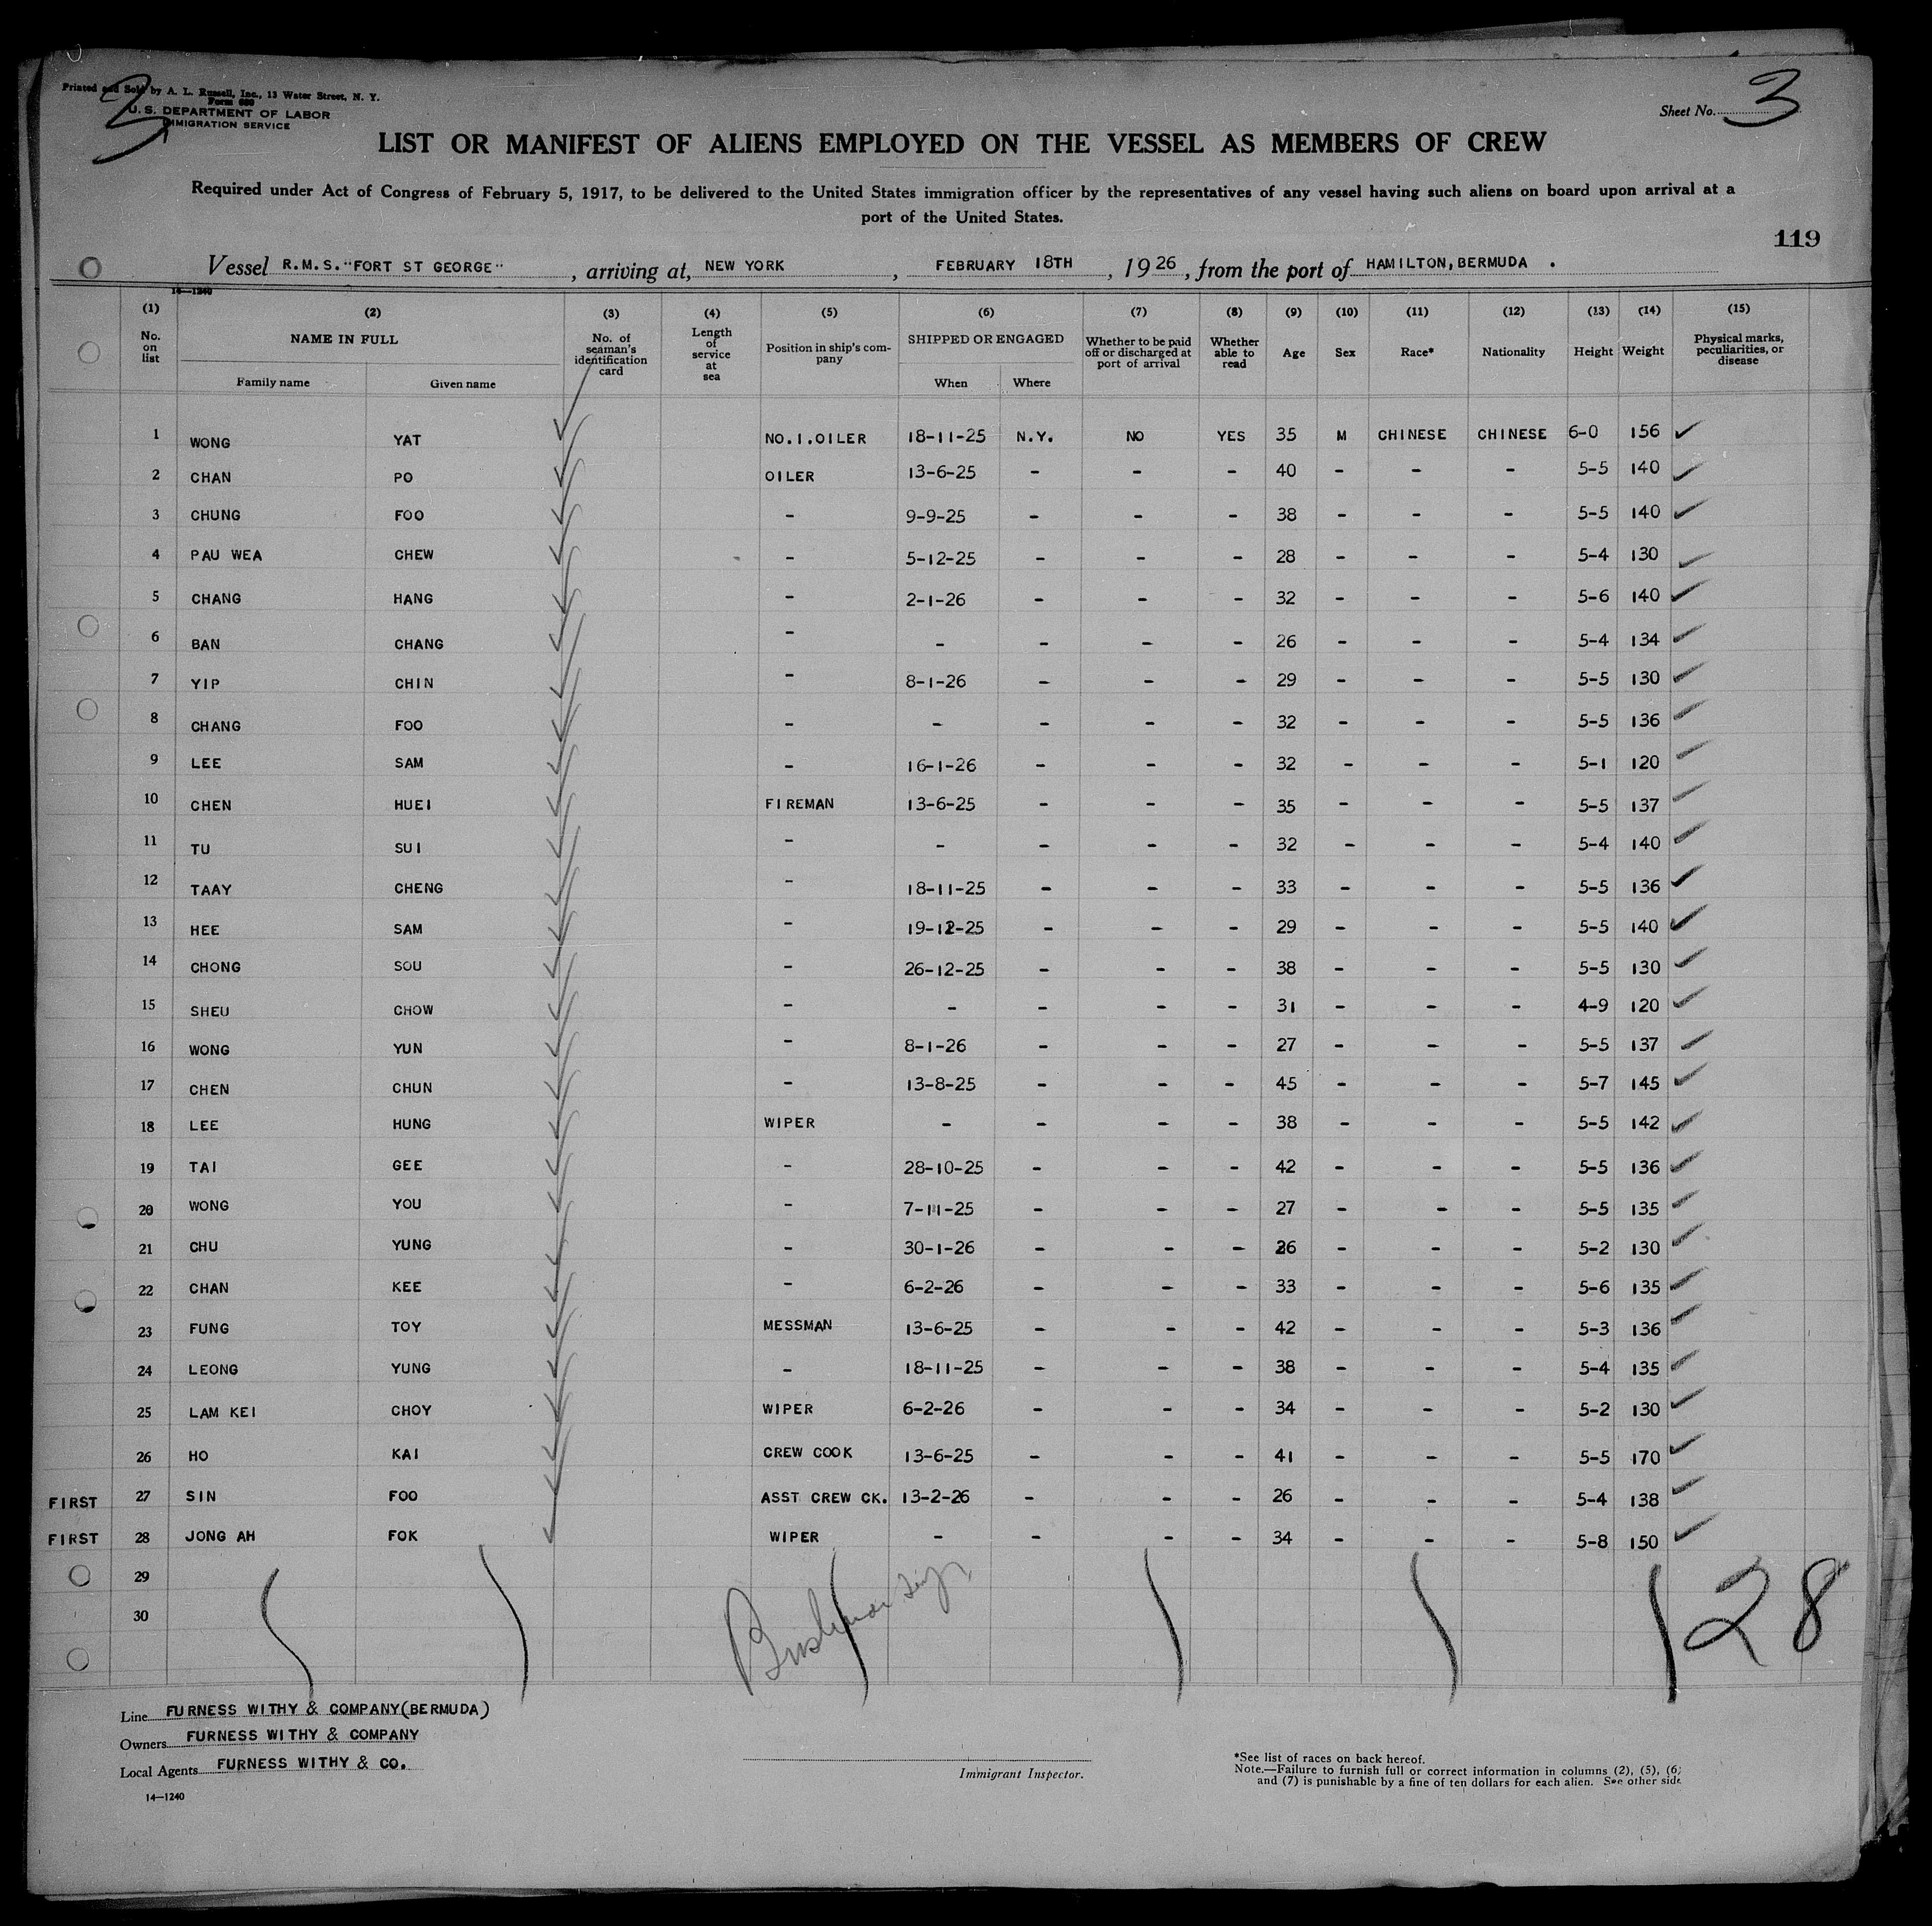 Printed and Sold by A. L. Russell, Inc., 13 Water Street, N. Y.
Form 680
U. S. DEPARTMENT OF LABOR
IMMIGRATION SERVICE
3
Sheet No. 3
LIST OR MANIFEST OF ALIENS EMPLOYED ON THE VESSEL AS MEMBERS OF CREW
Required under Act of Congress of February 5, 1917, to be delivered to the United States immigration officer by the representatives of any vessel having such aliens on board upon arrival at a
port of the United States.
119
Vessel R.M.S. "FORT ST GEORGE", arriving at, NEW YORK, FEBRUARY 18TH, 1926, from the port of HAMILTON, BERMUDA.
14—1240
(1) (2) (3) (4) (5) (6) (7) (8) (9) (10) (11) (12) (13) (14) (15)
No. on list NAME IN FULL Family name Given name No. of seaman's identification card Length of service at sea Position in ship's company SHIPPED OR ENGAGED When Where Whether to be paid off or discharged at port of arrival Whether able to read Age Sex Race* Nationality Height Weight Physical marks, peculiarities, or disease
1 WONG YAT NO.1.OILER 18-11-25 N.Y. NO YES 35 M CHINESE CHINESE 6-0 156
2 CHAN PO OILER 13-6-25 - - - 40 - - - 5-5 140
3 CHUNG FOO - 9-9-25 - - - 38 - - - 5-5 140
4 PAU WEA CHEW - 5-12-25 - - - 28 - - - 5-4 130
5 CHANG HANG - 2-1-26 - - - 32 - - - 5-6 140
6 BAN CHANG - - - - - 26 - - - 5-4 134
7 YIP CHIN - 8-1-26 - - - 29 - - - 5-5 130
8 CHANG FOO - - - - - 32 - - - 5-5 136
9 LEE SAM - 16-1-26 - - - 32 - - - 5-1 120
10 CHEN HUEI FIREMAN 13-6-25 - - - 35 - - - 5-5 137
11 TU SUI - - - - - 32 - - - 5-4 140
12 TAAY CHENG - 18-11-25 - - - 33 - - - 5-5 136
13 HEE SAM - 19-12-25 - - - 29 - - - 5-5 140
14 CHONG SOU - 26-12-25 - - - 38 - - - 5-5 130
15 SHEU CHOW - - - - - 31 - - - 4-9 120
16 WONG YUN - 8-1-26 - - - 27 - - - 5-5 137
17 CHEN CHUN - 13-8-25 - - - 45 - - - 5-7 145
18 LEE HUNG WIPER - - - - 38 - - - 5-5 142
19 TAI GEE - 28-10-25 - - - 42 - - - 5-5 136
20 WONG YOU - 7-11-25 - - - 27 - - - 5-5 135
21 CHU YUNG - 30-1-26 - - - 26 - - - 5-2 130
22 CHAN KEE - 6-2-26 - - - 33 - - - 5-6 135
23 FUNG TOY MESSMAN 13-6-25 - - - 42 - - - 5-3 136
24 LEONG YUNG - 18-11-25 - - - 38 - - - 5-4 135
25 LAM KEI CHOY WIPER 6-2-26 - - - 34 - - - 5-2 130
26 HO KAI CREW COOK 13-6-25 - - - 41 - - - 5-5 170
FIRST 27 SIN FOO ASST CREW CK. 13-2-26 - - - 26 - - - 5-4 138
FIRST 28 JONG AH FOK WIPER - - - - 34 - - - 5-8 150
29
30
28
Line FURNESS WITHY & COMPANY(BERMUDA)
Owners FURNESS WITHY & COMPANY
Local Agents FURNESS WITHY & CO.
14—1240
Immigrant Inspector.
*See list of races on back hereof.
Note.—Failure to furnish full or correct information in columns (2), (5), (6)
and (7) is punishable by a fine of ten dollars for each alien. See other side